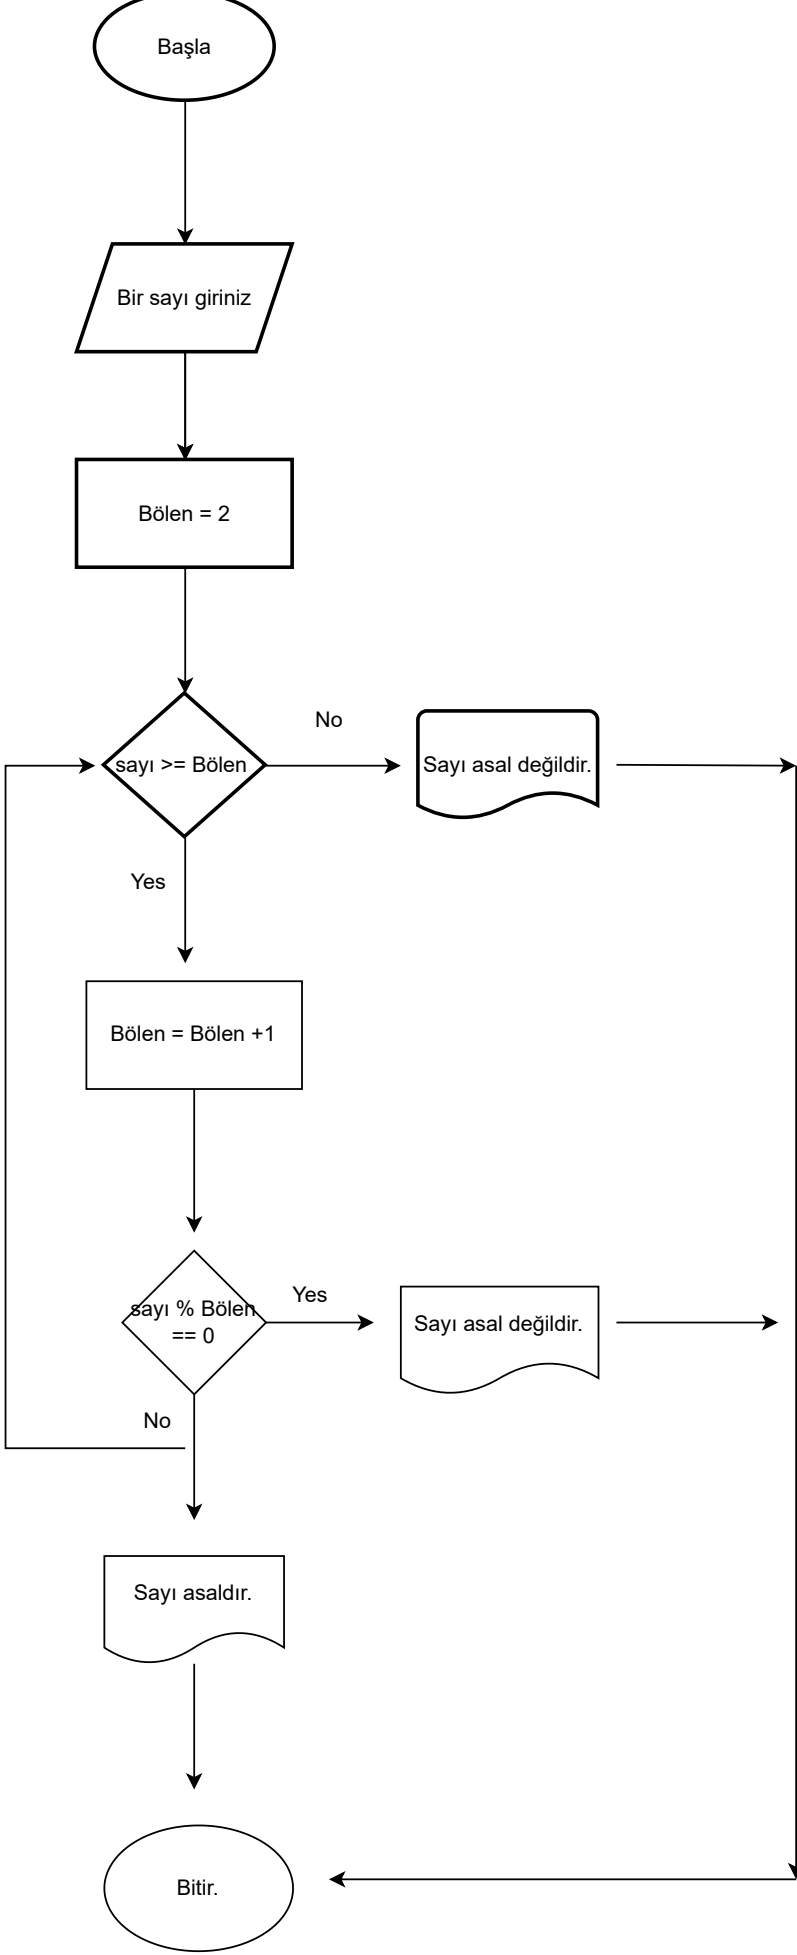 Başla
Bir sayı giriniz
Bölen = 2
No
sayı >= Bölen
Sayı asal değildir.
Yes
Bölen = Bölen +1
Yes
sayı % Bölen
== 0
Sayı asal değildir.
No
Sayı asaldır.
Bitir.